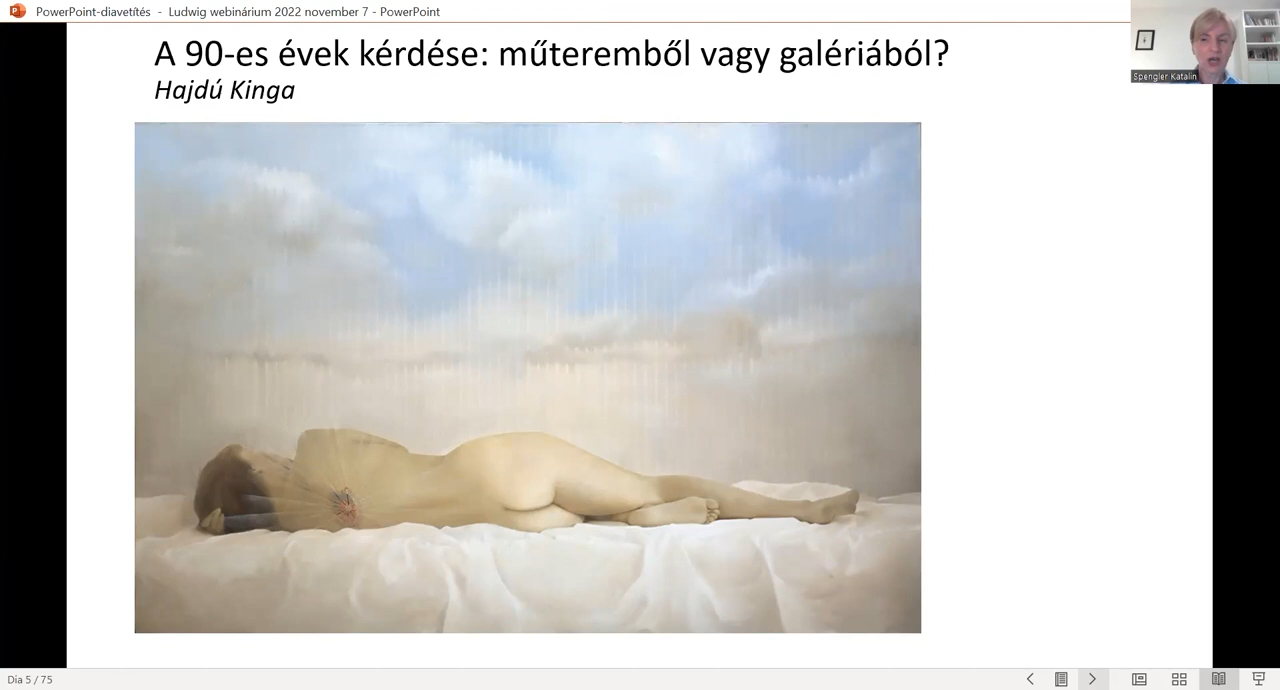 PowerPoint-diavetítés - Ludwig webinárium 2022 november 7 - PowerPoint
A 90-es évek kérdése: műteremből vagy galériából?
Hajdú Kinga
Spengler Katalin
Dia 5 / 75